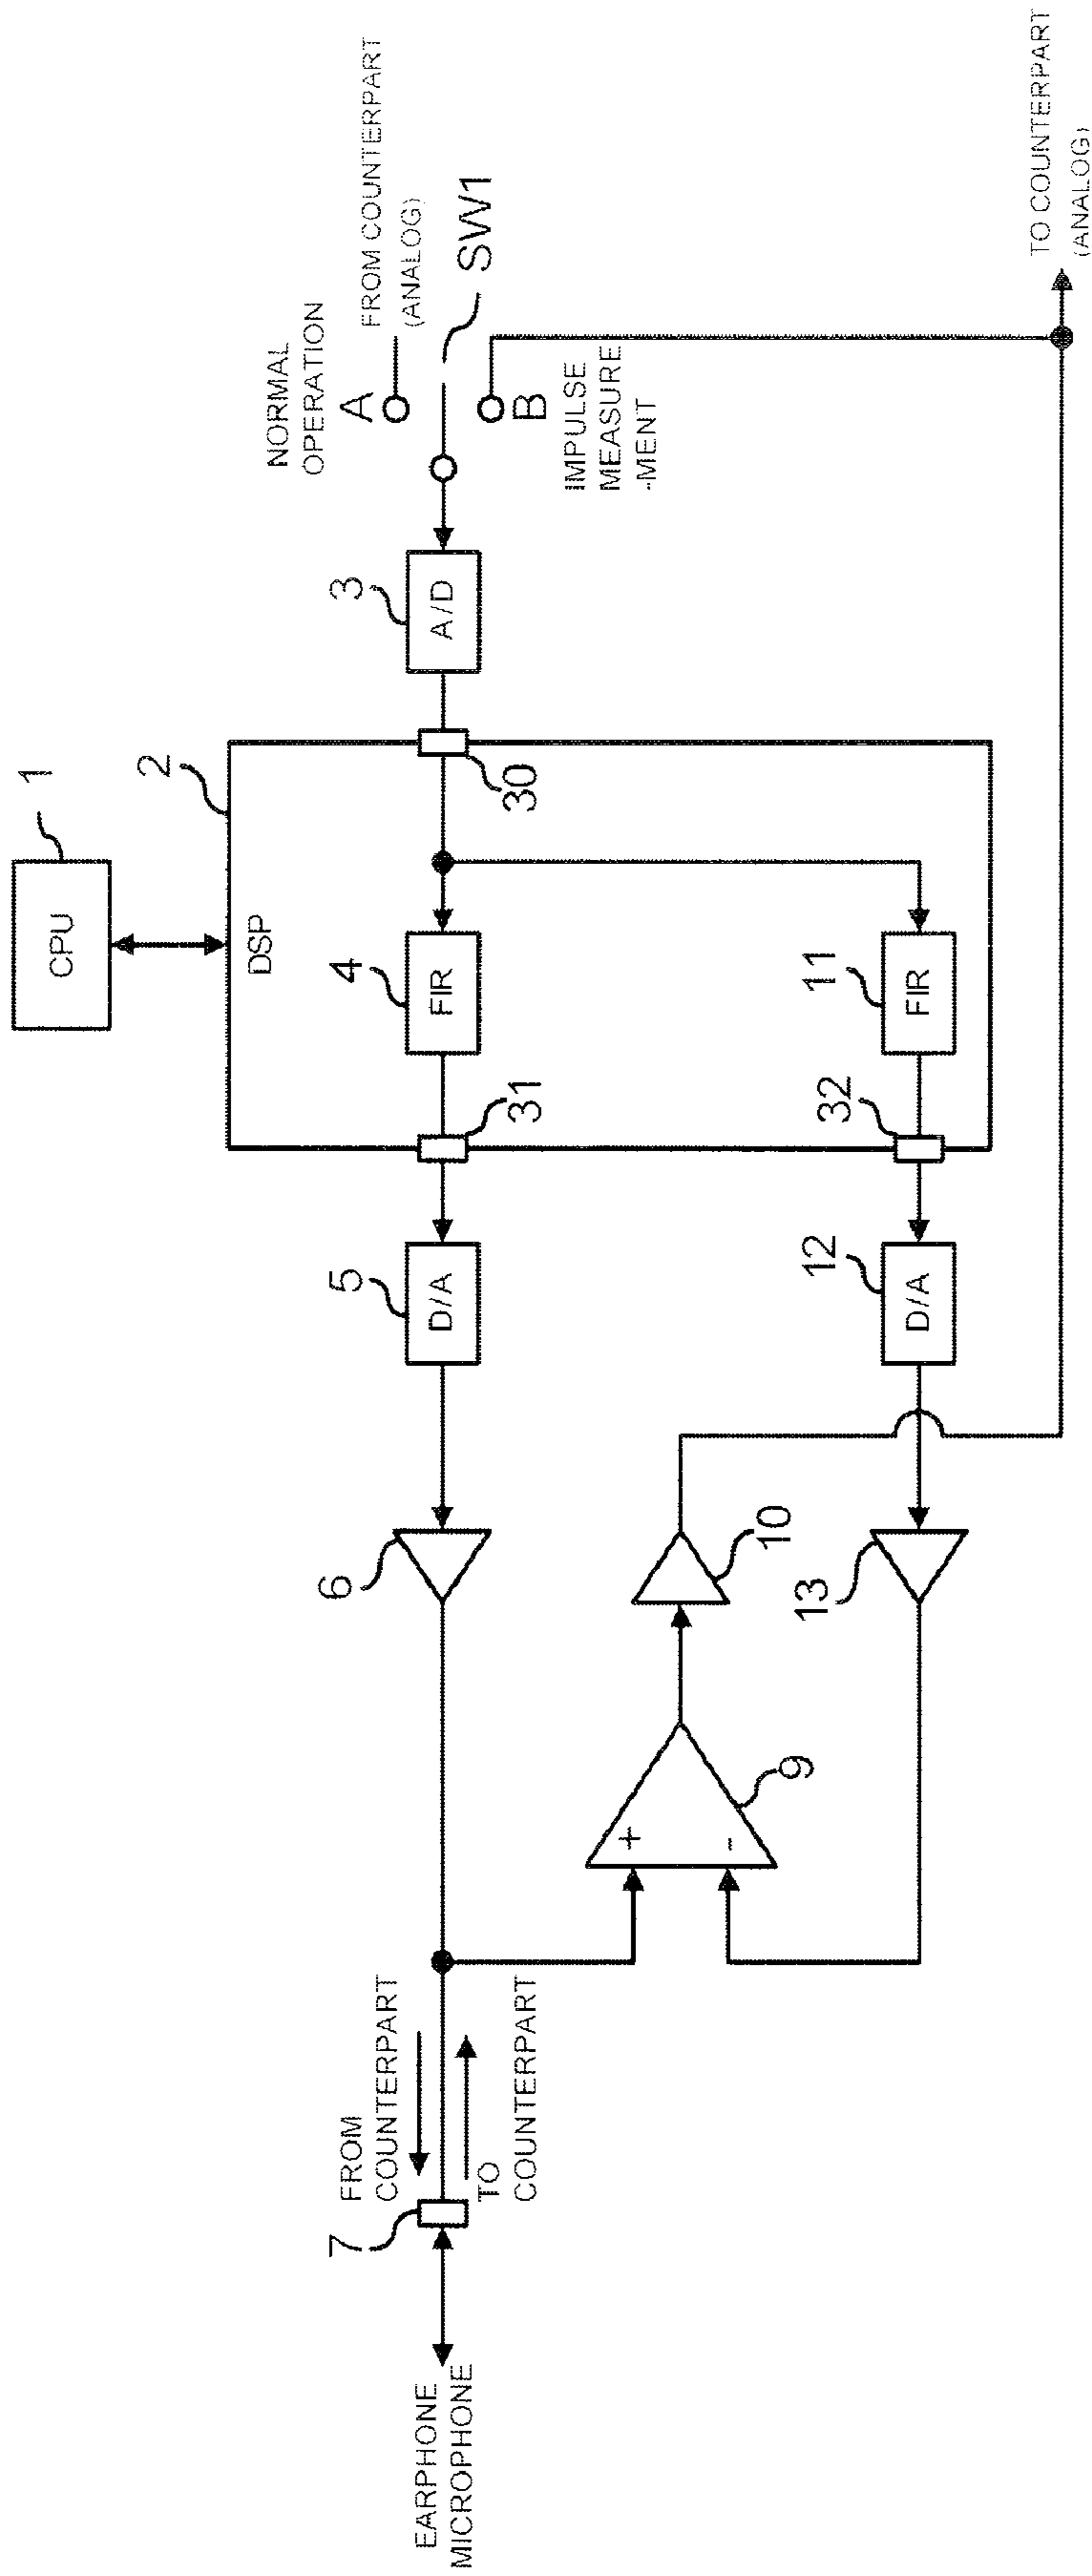 CPU
1
2
DSP
NORMAL
OPERATION
A
FROM COUNTERPART
(ANALOG)
SW1
B
IMPULSE
MEASURE
-MENT
3
A/D
30
4
FIR
11
FIR
31
32
5
D/A
12
D/A
6
10
13
9
+
-
FROM
COUNTERPART
TO
COUNTERPART
7
EARPHONE
MICROPHONE
TO COUNTERPART
(ANALOG)